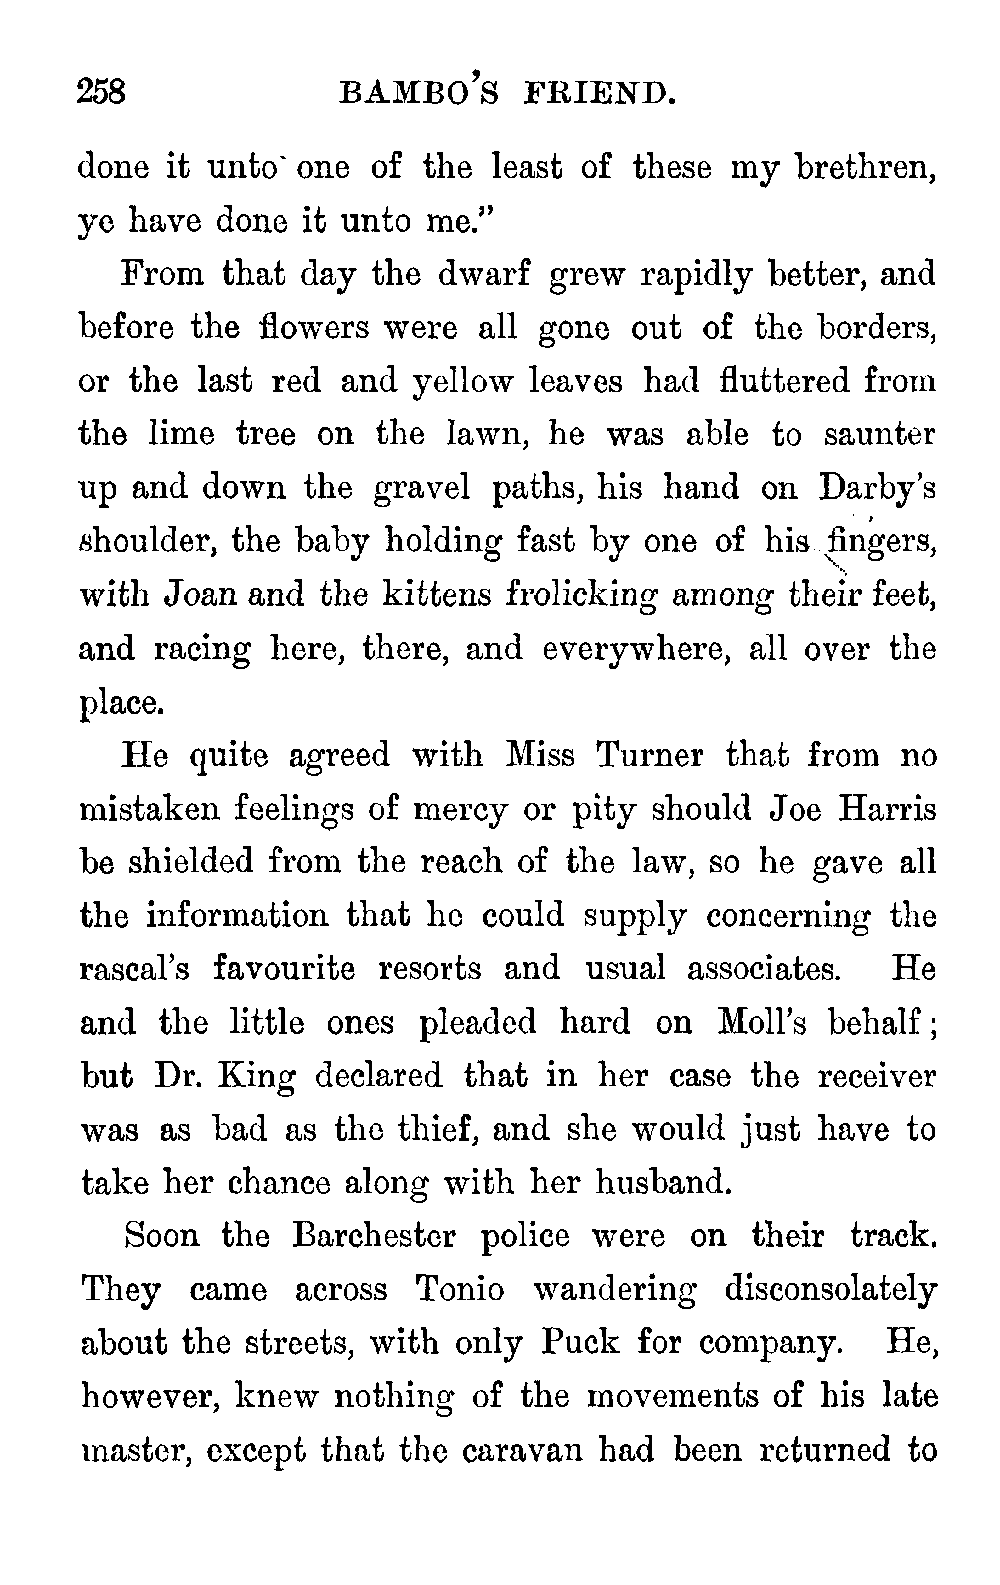 258 BAMBO'S FRIEND.
done it unto one of the least of these my brethren,
ye have done it unto me."
From that day the dwarf grew rapidly better, and
before the flowers were all gone out of the borders,
or the last red and yellow leaves had fluttered from
the lime tree on the lawn, he was able to saunter
up and down the gravel paths, his hand on Darby's
shoulder, the baby holding fast by one of his fingers,
with Joan and the kittens frolicking among their feet,
and racing here, there, and everywhere, all over the
place.
He quite agreed with Miss Turner that from no
mistaken feelings of mercy or pity should Joe Harris
be shielded from the reach of the law, so he gave all
the information that he could supply concerning the
rascal's favourite resorts and usual associates. He
and the little ones pleaded hard on Moll's behalf;
but Dr. King declared that in her case the receiver
was as bad as the thief, and she would just have to
take her chance along with her husband.
Soon the Barchester police were on their track.
They came across Tonio wandering disconsolately
about the streets, with only Puck for company. He,
however, knew nothing of the movements of his late
master, except that the caravan had been returned to